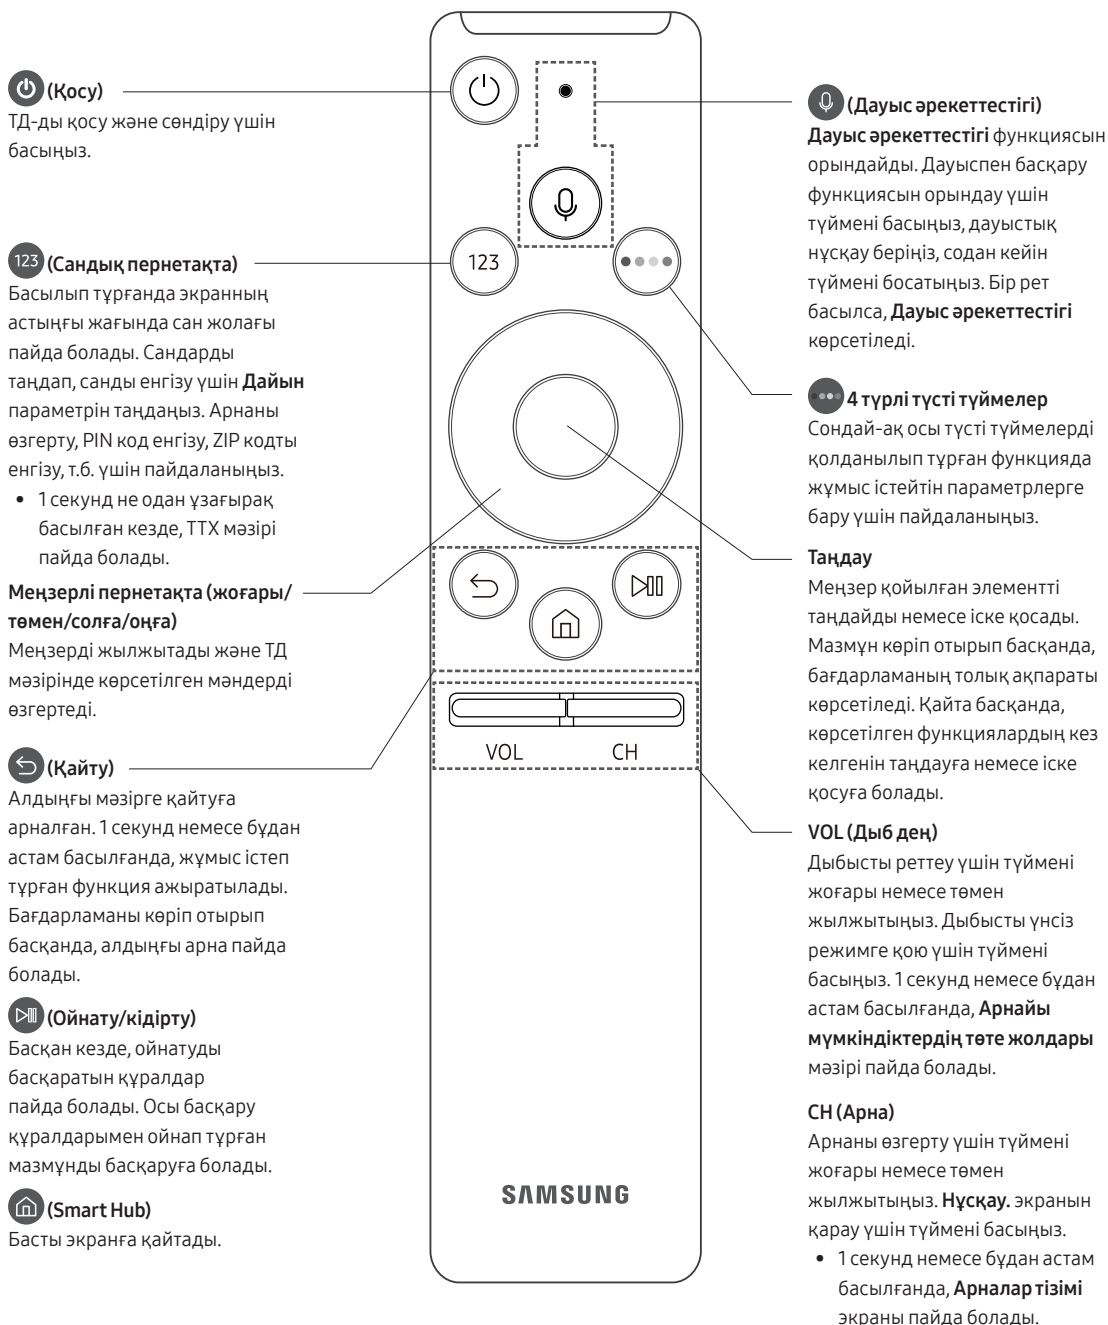 (Қосу)
ТД-ды қосу және сөндіру үшін
басыңыз.
123 (Сандық пернетақта)
Басылып тұрғанда экранның
астыңғы жағында сан жолағы
пайда болады. Сандарды
таңдап, санды енгізу үшін Дайын
параметрін таңдаңыз. Арнаны
өзгерту, PIN код енгізу, ZIP кодты
енгізу, т.б. үшін пайдаланыңыз.
• 1 секунд не одан ұзағырақ
басылған кезде, TTX мәзірі
пайда болады.
Меңзерлі пернетақта (жоғары/
төмен/солға/оңға)
Меңзерді жылжытады және ТД
мәзірінде көрсетілген мәндерді
өзгертеді.
(Қайту)
Алдыңғы мәзірге қайтуға
арналған. 1 секунд немесе бұдан
астам басылғанда, жұмыс істеп
тұрған функция ажыратылады.
Бағдарламаны көріп отырып
басқанда, алдыңғы арна пайда
болады.
(Ойнату/кідірту)
Басқан кезде, ойнатуды
басқаратын құралдар
пайда болады. Осы басқару
құралдарымен ойнап тұрған
мазмұнды басқаруға болады.
(Smart Hub)
Басты экранға қайтады.
123
VOL
CH
SAMSUNG
(Дауыс әрекеттестігі)
Дауыс әрекеттестігі функциясын
орындайды. Дауыспен басқару
функциясын орындау үшін
түймені басыңыз, дауыстық
нұсқау беріңіз, содан кейін
түймені босатыңыз. Бір рет
басылса, Дауыс әрекеттестігі
көрсетіледі.
4 түрлі түсті түймелер
Сондай-ақ осы түсті түймелерді
қолданылып тұрған функцияда
жұмыс істейтін параметрлерге
бару үшін пайдаланыңыз.
Таңдау
Меңзер қойылған элементті
таңдайды немесе іске қосады.
Мазмұн көріп отырып басқанда,
бағдарламаның толық ақпараты
көрсетіледі. Қайта басқанда,
көрсетілген функциялардың кез
келгенін таңдауға немесе іске
қосуға болады.
VOL (Дыб дең)
Дыбысты реттеу үшін түймені
жоғары немесе төмен
жылжытыңыз. Дыбысты үнсіз
режимге қою үшін түймені
басыңыз. 1 секунд немесе бұдан
астам басылғанда, Арнайы
мүмкіндіктердің төте жолдары
мәзірі пайда болады.
CH (Арна)
Арнаны өзгерту үшін түймені
жоғары немесе төмен
жылжытыңыз. Нұсқау. экранын
қарау үшін түймені басыңыз.
• 1 секунд немесе бұдан астам
басылғанда, Арналар тізімі
экраны пайда болады.